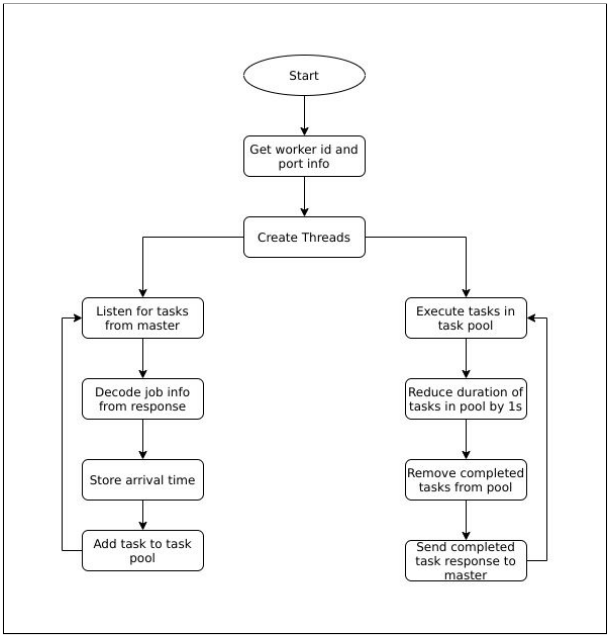 Start
Get worker id and
port info
Create Threads
Listen for tasks
from master
Decode job info
from response
Store arrival time
Add task to task
pool
Execute tasks in
task pool
Reduce duration of
tasks in pool by 1s
Remove completed
tasks from pool
Send completed
task response to
master